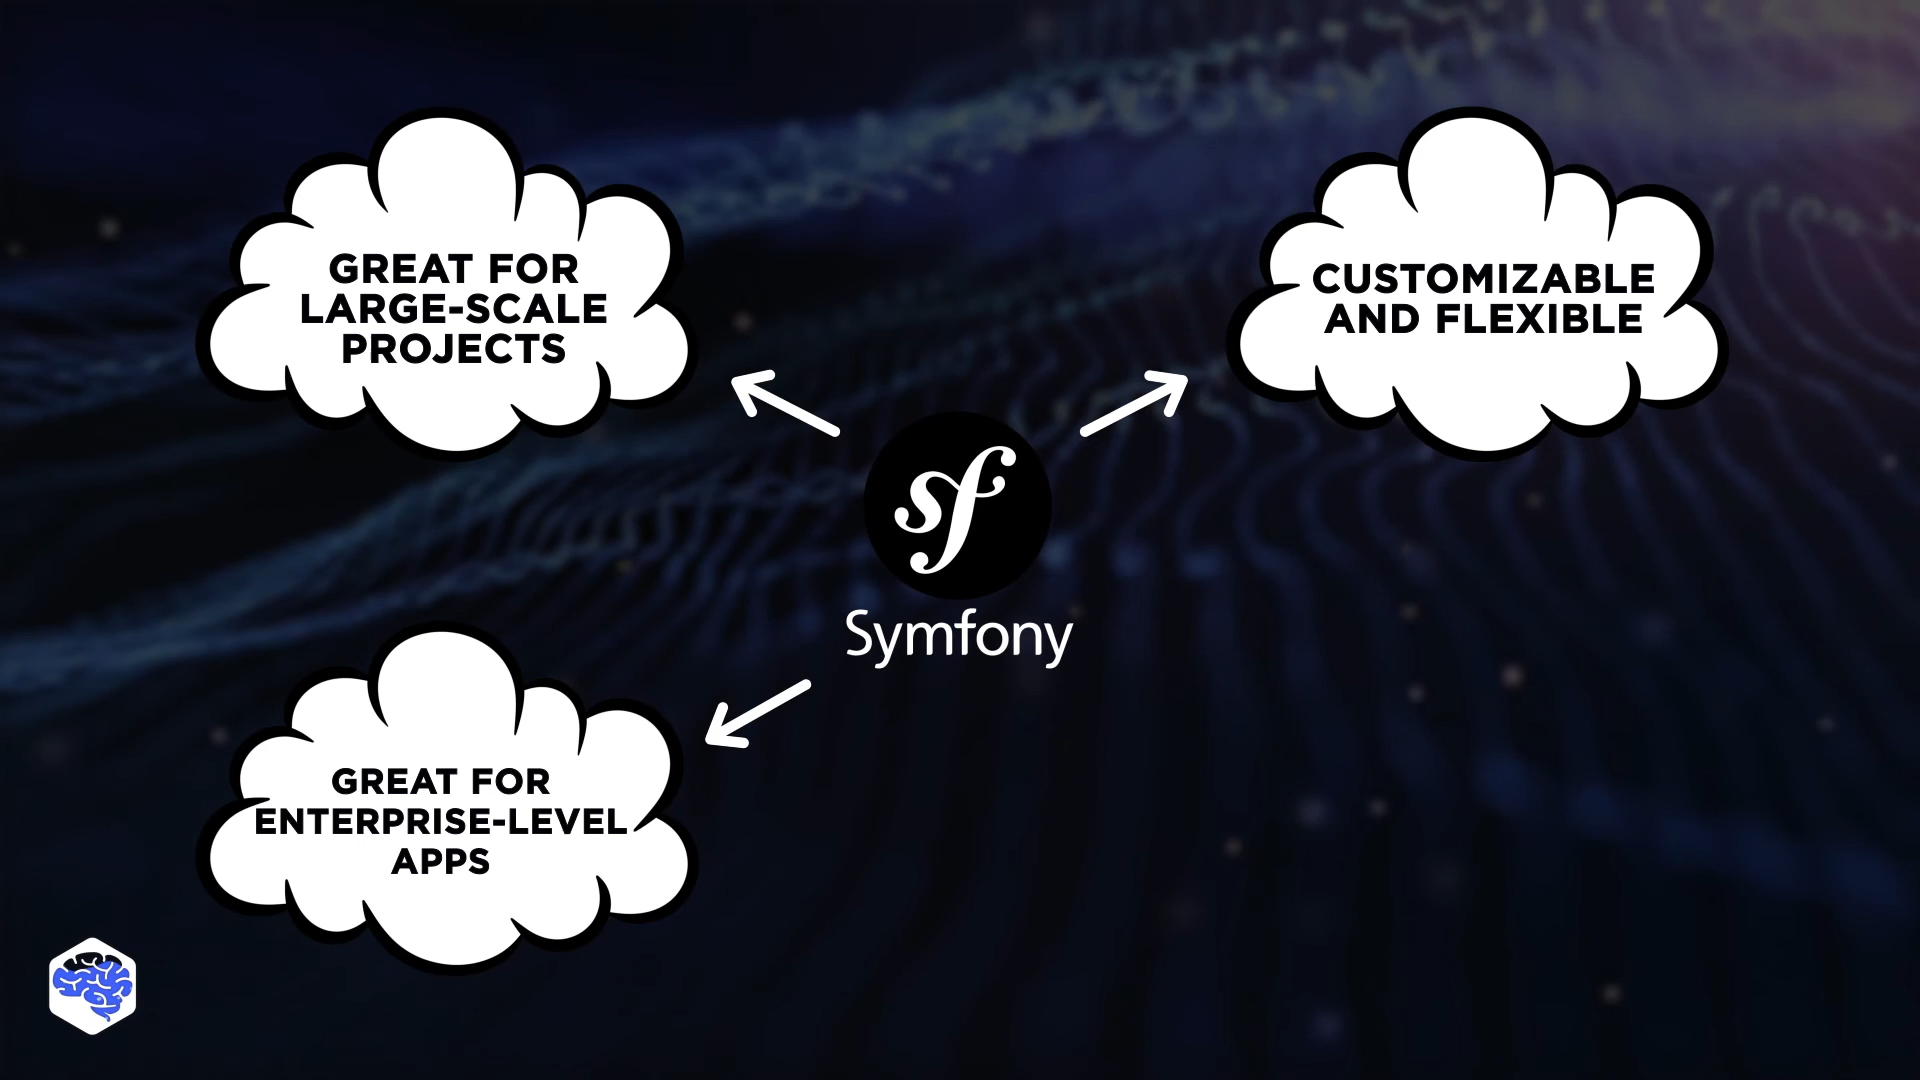 GREAT FOR
LARGE-SCALE
PROJECTS
CUSTOMIZABLE
AND FLEXIBLE
sf
Symfony
GREAT FOR
ENTERPRISE-LEVEL
APPS